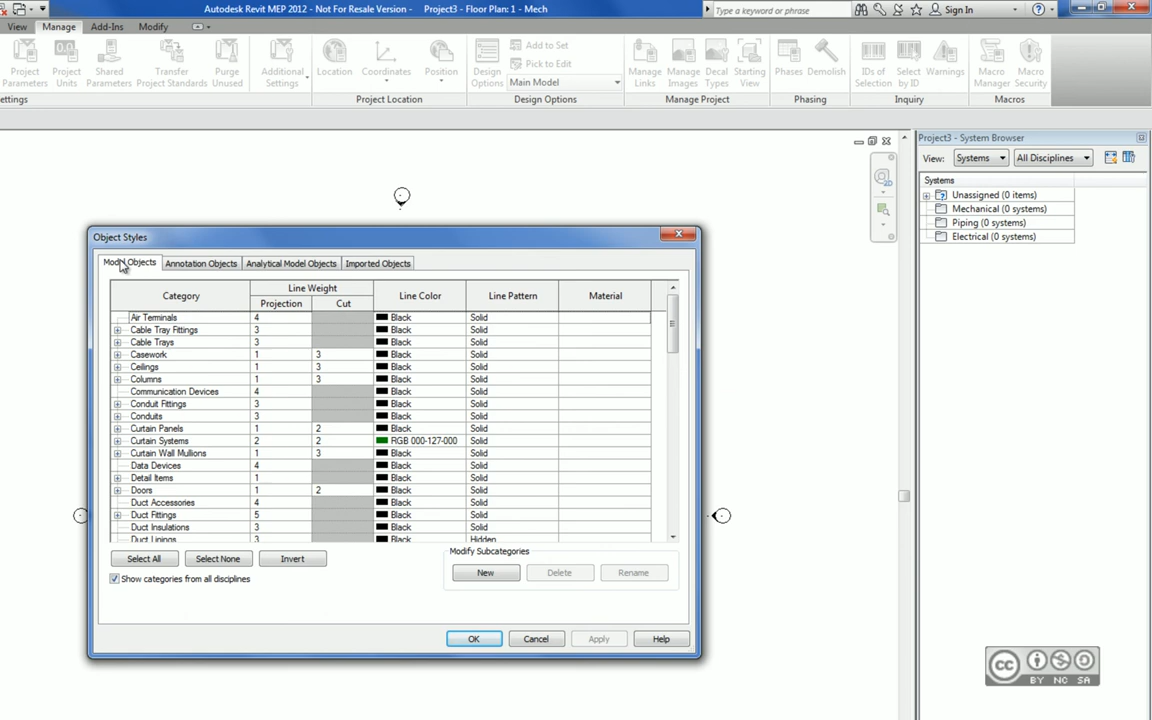 Autodesk Revit MEP 2012 - Not For Resale Version - Project3 - Floor Plan: 1 - Mech
Type a keyword or phrase
Sign In
View Manage Add-Ins Modify
Project Parameters
Project Units
Shared Parameters
Transfer Project Standards
Purge Unused
Additional Settings
Location
Coordinates
Position
Design Options
Add to Set
Pick to Edit
Main Model
Manage Links
Manage Images
Decal Types
Starting View
Phases
Demolish
IDs of Selection
Select by ID
Warnings
Macro Manager
Macro Security
ettings
Project Location
Design Options
Manage Project
Phasing
Inquiry
Macros
Project3 - System Browser
View: Systems All Disciplines
Systems
Unassigned (0 items)
Mechanical (0 systems)
Piping (0 systems)
Electrical (0 systems)
2D
Object Styles
Model Objects Annotation Objects Analytical Model Objects Imported Objects
Category Line Weight Line Color Line Pattern Material
Projection Cut
Air Terminals 4 Black Solid
Cable Tray Fittings 3 Black Solid
Cable Trays 3 Black Solid
Casework 1 3 Black Solid
Ceilings 1 3 Black Solid
Columns 1 3 Black Solid
Communication Devices 4 Black Solid
Conduit Fittings 3 Black Solid
Conduits 3 Black Solid
Curtain Panels 1 2 Black Solid
Curtain Systems 2 2 RGB 000-127-000 Solid
Curtain Wall Mullions 1 3 Black Solid
Data Devices 4 Black Solid
Detail Items 1 Black Solid
Doors 1 2 Black Solid
Duct Accessories 4 Black Solid
Duct Fittings 5 Black Solid
Duct Insulations 3 Black Solid
Duct Linings 3 Black Hidden
Select All Select None Invert
Modify Subcategories
New Delete Rename
Show categories from all disciplines
OK Cancel Apply Help
cc
BY NC SA